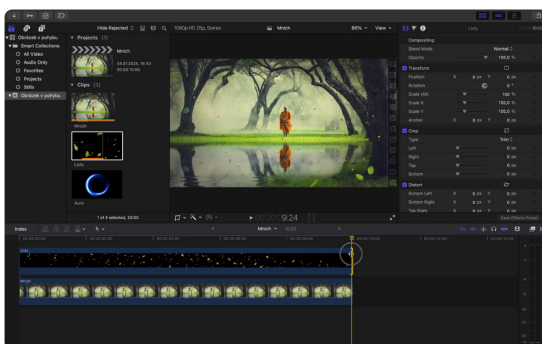 Hide Rejected
1080p HD 25p, Stereo
Mnich
66%
View
Listy
Obrázek v pohybu
Smart Collections
All Video
Audio Only
Favorites
Projects
Stills
Obrázek v pohybu
Projects (1)
Mnich
Clips (3)
Mnich
Listy
Aura
1 of 4 selected, 23:02
9:24
Compositing
Blend Mode Normal
Opacity 100,0 %
Transform
Position X 0 px Y 0 px
Rotation 0 °
Scale (All) 100 %
Scale X 100,0 %
Scale Y 100,0 %
Anchor X 0 px Y 0 px
Crop
Type Trim
Left 0 px
Right 0 px
Top 0 px
Bottom 0 px
Distort
Bottom Left X 0 px Y 0 px
Bottom Right X 0 px Y 0 px
Top Right X 0 px Y 0 px
Save Effects Preset
Index
Mnich
10:00
Listy
Mnich